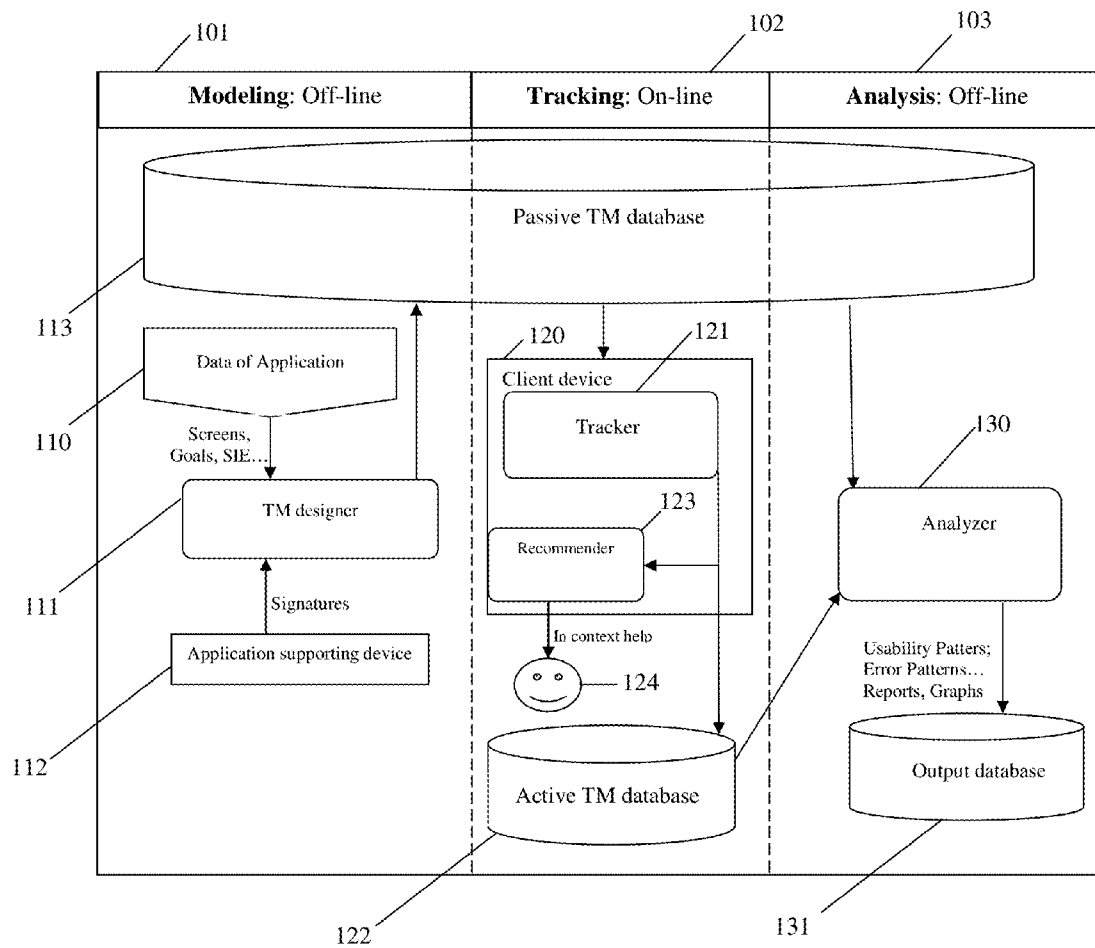 101
102
103
Modeling: Off-line
Tracking: On-line
Analysis: Off-line
Passive TM database
113
110
Data of Application
Screens,
Goals, SIE...
TM designer
111
Signatures
Application supporting device
112
120
121
Client device
Tracker
123
Recommender
In context help
124
Active TM database
122
130
Analyzer
Usability Patters;
Error Patterns...
Reports, Graphs
Output database
131